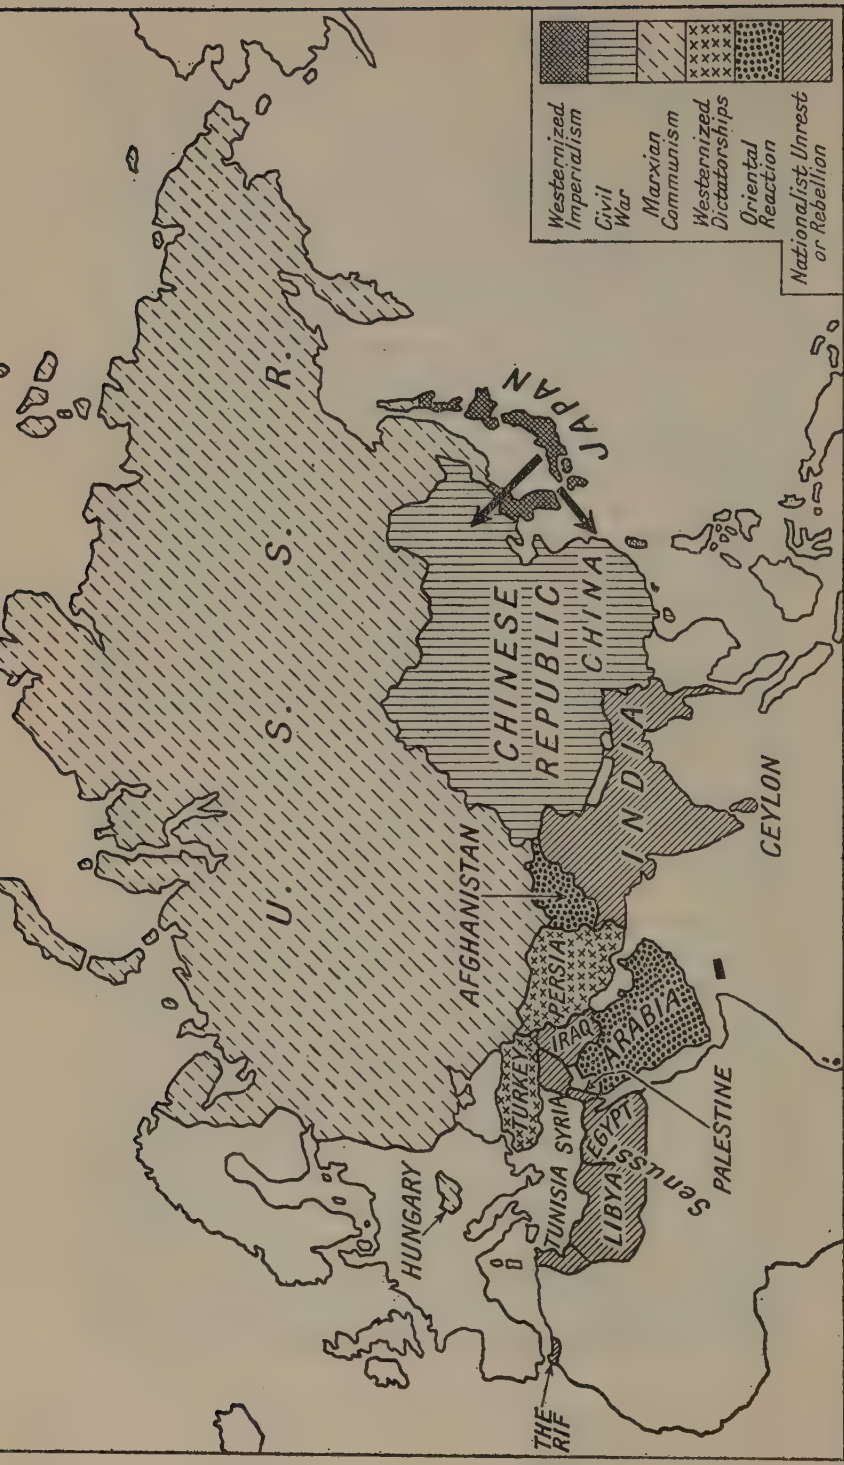 U. S. S. R.
JAPAN
CHINESE
REPUBLIC
CHINA
INDIA
CEYLON
AFGHANISTAN
PERSIA
IRAQ
ARABIA
TURKEY
SYRIA
PALESTINE
EGYPT
Senussi
LIBYA
TUNISIA
HUNGARY
THE
RIF
Westernized
Imperialism
Civil
War
Marxian
Communism
Westernized
Dictatorships
Oriental
Reaction
Nationalist Unrest
or Rebellion